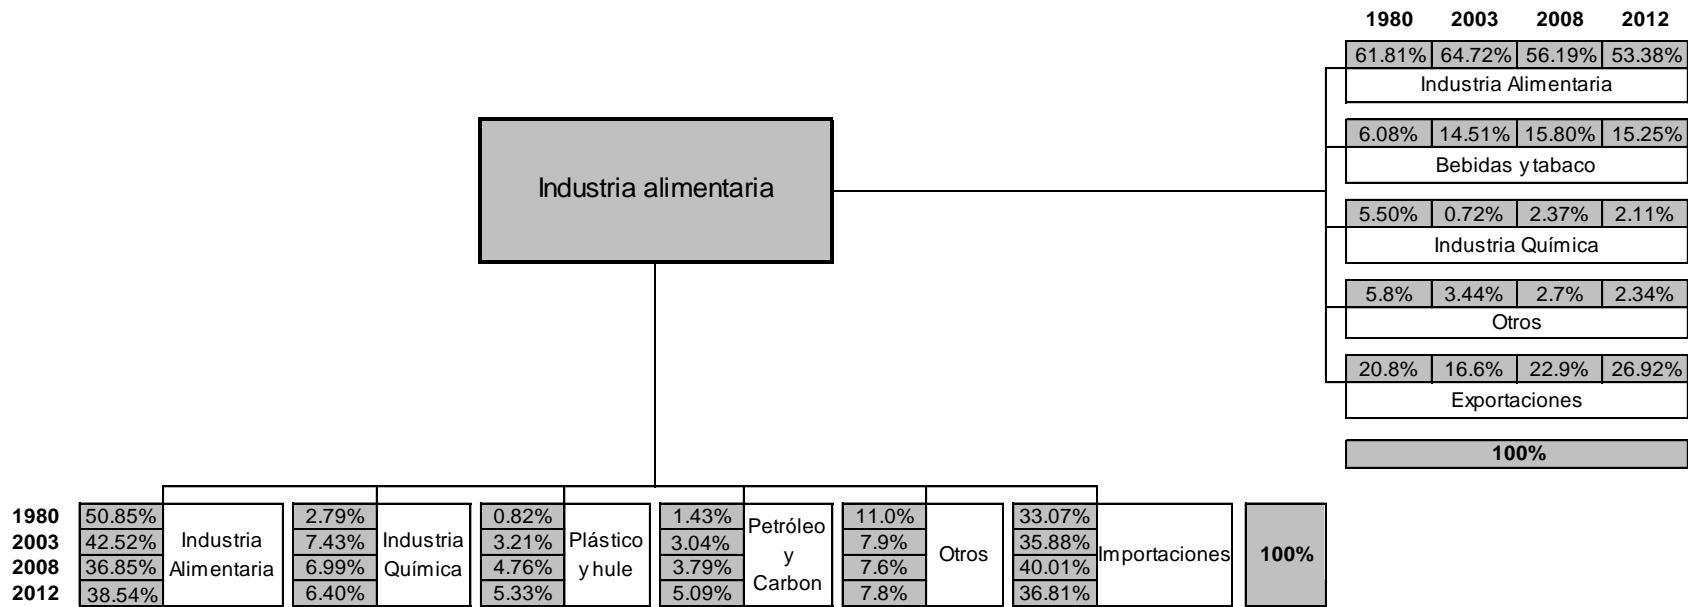 1980 2003 2008 2012
61.81% 64.72% 56.19% 53.38%
Industria Alimentaria
6.08% 14.51% 15.80% 15.25%
Bebidas y tabaco
5.50% 0.72% 2.37% 2.11%
Industria Química
5.8% 3.44% 2.7% 2.34%
Otros
20.8% 16.6% 22.9% 26.92%
Exportaciones
100%
Industria alimentaria
1980 50.85% 2.79% 0.82% 1.43% 11.0% 33.07%
2003 42.52% 7.43% 3.21% 3.04% 7.9% 35.88%
2008 36.85% 6.99% 4.76% 3.79% 7.6% 40.01%
2012 38.54% 6.40% 5.33% 5.09% 7.8% 36.81%
Industria
Alimentaria
Industria
Química
Plástico
y hule
Petróleo
y
Carbon
Otros
Importaciones
100%